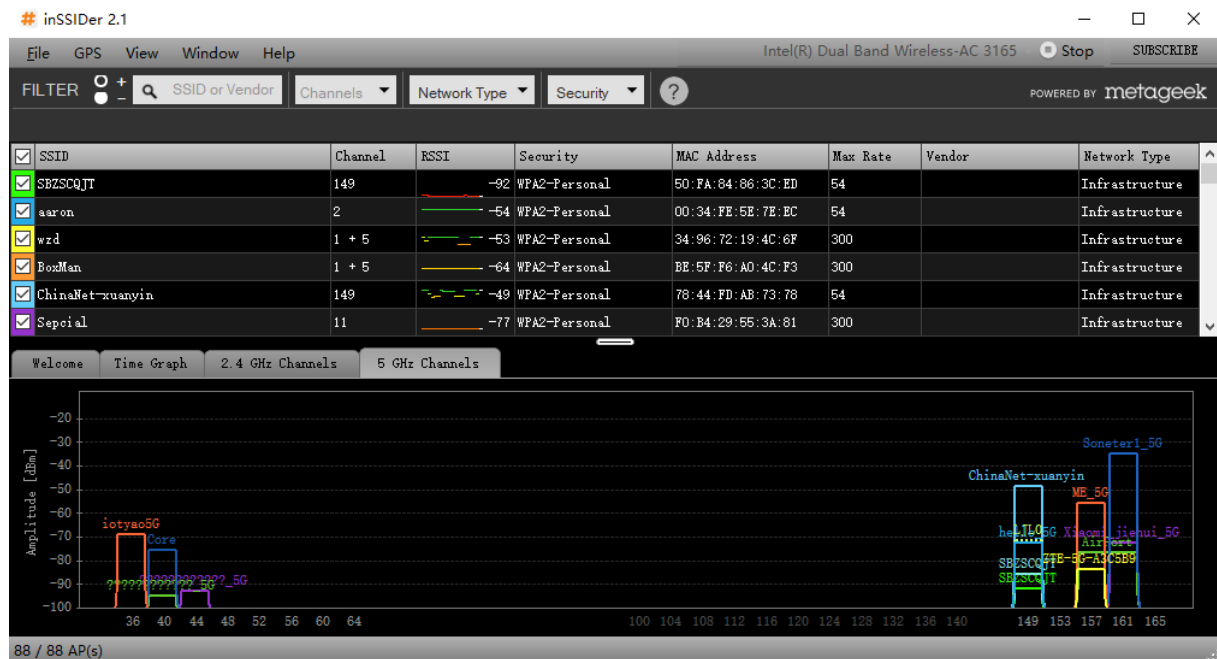 # inSSIDer 2.1
File GPS View Window Help Intel(R) Dual Band Wireless-AC 3165 Stop SUBSCRIBE
FILTER + - SSID or Vendor Channels Network Type Security ? POWERED BY metageek
SSID Channel RSSI Security MAC Address Max Rate Vendor Network Type
SBZSCQJT 149 -92 WPA2-Personal 50:FA:84:86:3C:ED 54 Infrastructure
aaron 2 -54 WPA2-Personal 00:34:FE:5E:7E:EC 54 Infrastructure
wzd 1 + 5 -53 WPA2-Personal 34:96:72:19:4C:6F 300 Infrastructure
BoxMan 1 + 5 -64 WPA2-Personal BE:5F:F6:A0:4C:F3 300 Infrastructure
ChinaNet-xuanyin 149 -49 WPA2-Personal 78:44:FD:AB:73:78 54 Infrastructure
Sepcial 11 -77 WPA2-Personal F0:B4:29:55:3A:81 300 Infrastructure
Welcome Time Graph 2.4 GHz Channels 5 GHz Channels
Amplitude [dBm]
-20
-30 Soneter1_5G
-40
ChinaNet-xuanyin
-50 ME_5G
-60
iotyao5G
-70 Core Xiaomi_jienui_5G
Airport
-80 SBZSCQJT ZTE-5G-A3C5B9
SBZSCQJT
-90
-100
36 40 44 48 52 56 60 64 100 104 108 112 116 120 124 128 132 136 140 149 153 157 161 165
88 / 88 AP(s)